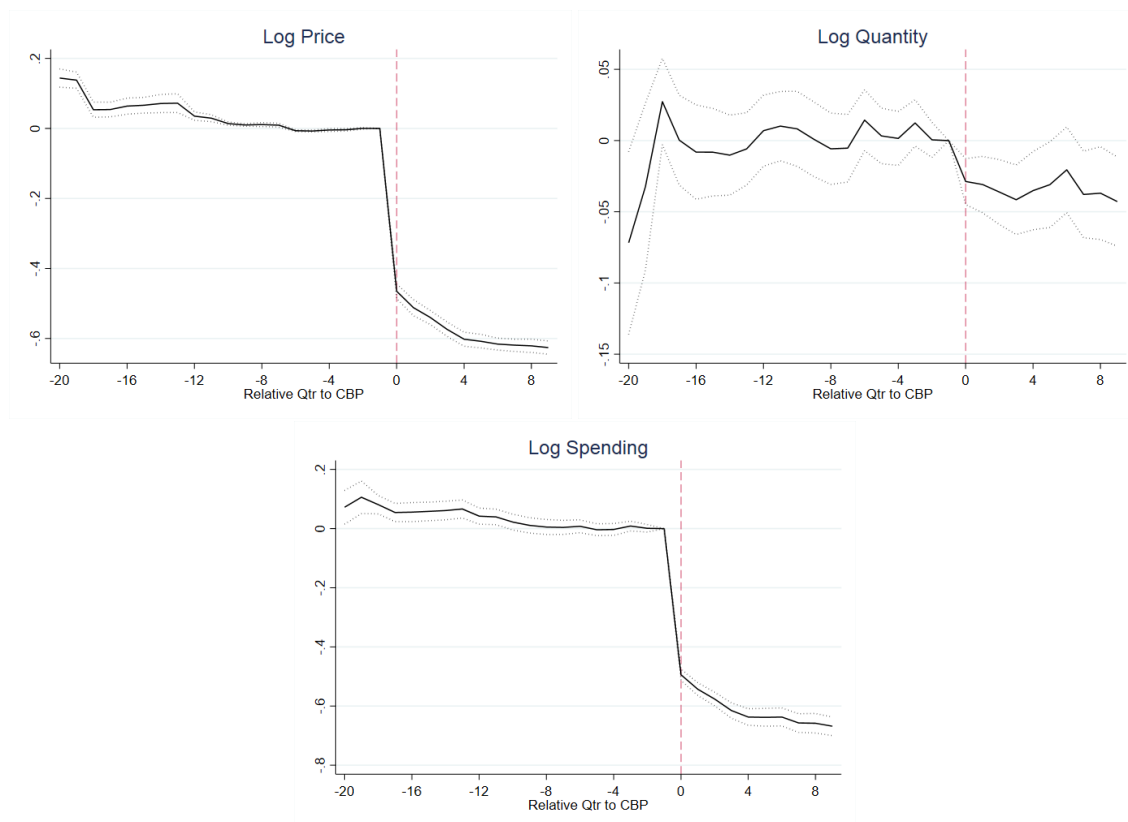 Log Price
.2
0
-.2
-.4
-.6
-20 -16 -12 -8 -4 0 4 8
Relative Qtr to CBP
Log Quantity
.05
0
-.05
-.1
-.15
-20 -16 -12 -8 -4 0 4 8
Relative Qtr to CBP
Log Spending
.2
0
-.2
-.4
-.6
-.8
-20 -16 -12 -8 -4 0 4 8
Relative Qtr to CBP